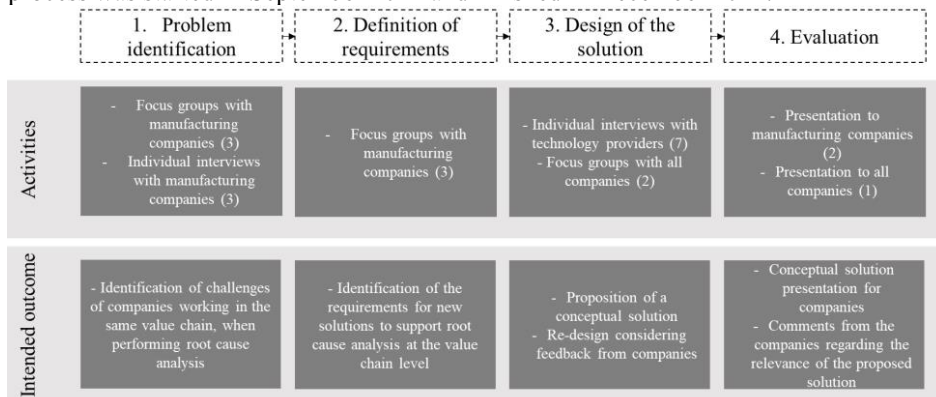 1. Problem
identification
2. Definition of
requirements
3. Design of the
solution
4. Evaluation
Activities
- Focus groups with
manufacturing
companies (3)
- Individual interviews
with manufacturing
companies (3)
- Focus groups with
manufacturing
companies (3)
- Individual interviews with
technology providers (7)
- Focus groups with all
companies (2)
- Presentation to
manufacturing companies
(2)
- Presentation to all
companies (1)
Intended outcome
- Identification of challenges
of companies working in the
same value chain, when
performing root cause
analysis
- Identification of the
requirements for new
solutions to support root
cause analysis at the value
chain level
- Proposition of a
conceptual solution
- Re-design considering
feedback from companies
- Conceptual solution
presentation for
companies
- Comments from the
companies regarding the
relevance of the proposed
solution